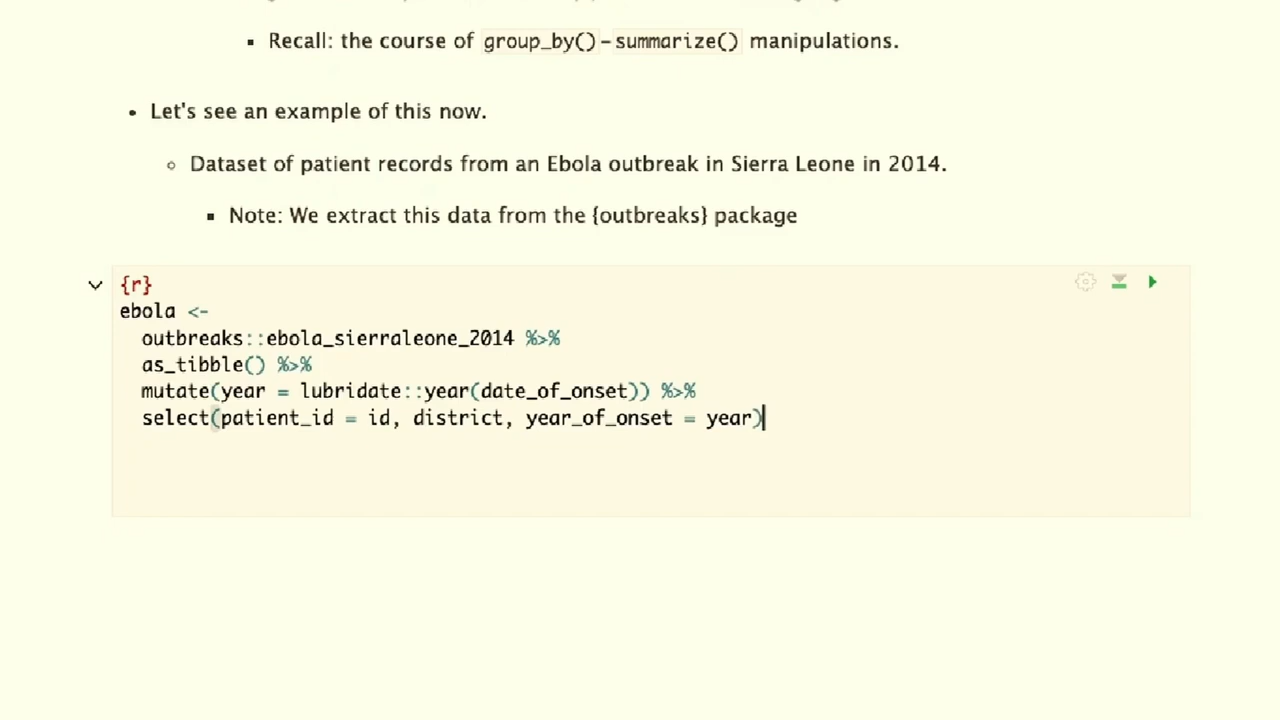 ▪ Recall: the course of group_by()-summarize() manipulations.
• Let's see an example of this now.
◦ Dataset of patient records from an Ebola outbreak in Sierra Leone in 2014.
▪ Note: We extract this data from the {outbreaks} package
{r}
ebola <-
outbreaks::ebola_sierraleone_2014 %>%
as_tibble() %>%
mutate(year = lubridate::year(date_of_onset)) %>%
select(patient_id = id, district, year_of_onset = year)